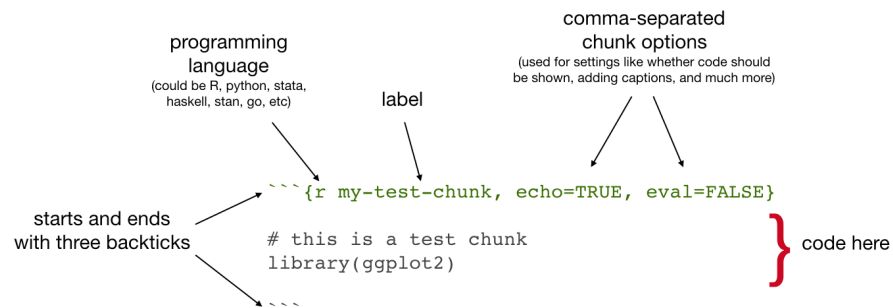 comma-separated
chunk options
(used for settings like whether code should
be shown, adding captions, and much more)
programming
language
(could be R, python, stata,
haskell, stan, go, etc)
label
```{r my-test-chunk, echo=TRUE, eval=FALSE}
starts and ends
with three backticks
# this is a test chunk
library(ggplot2)
code here
```